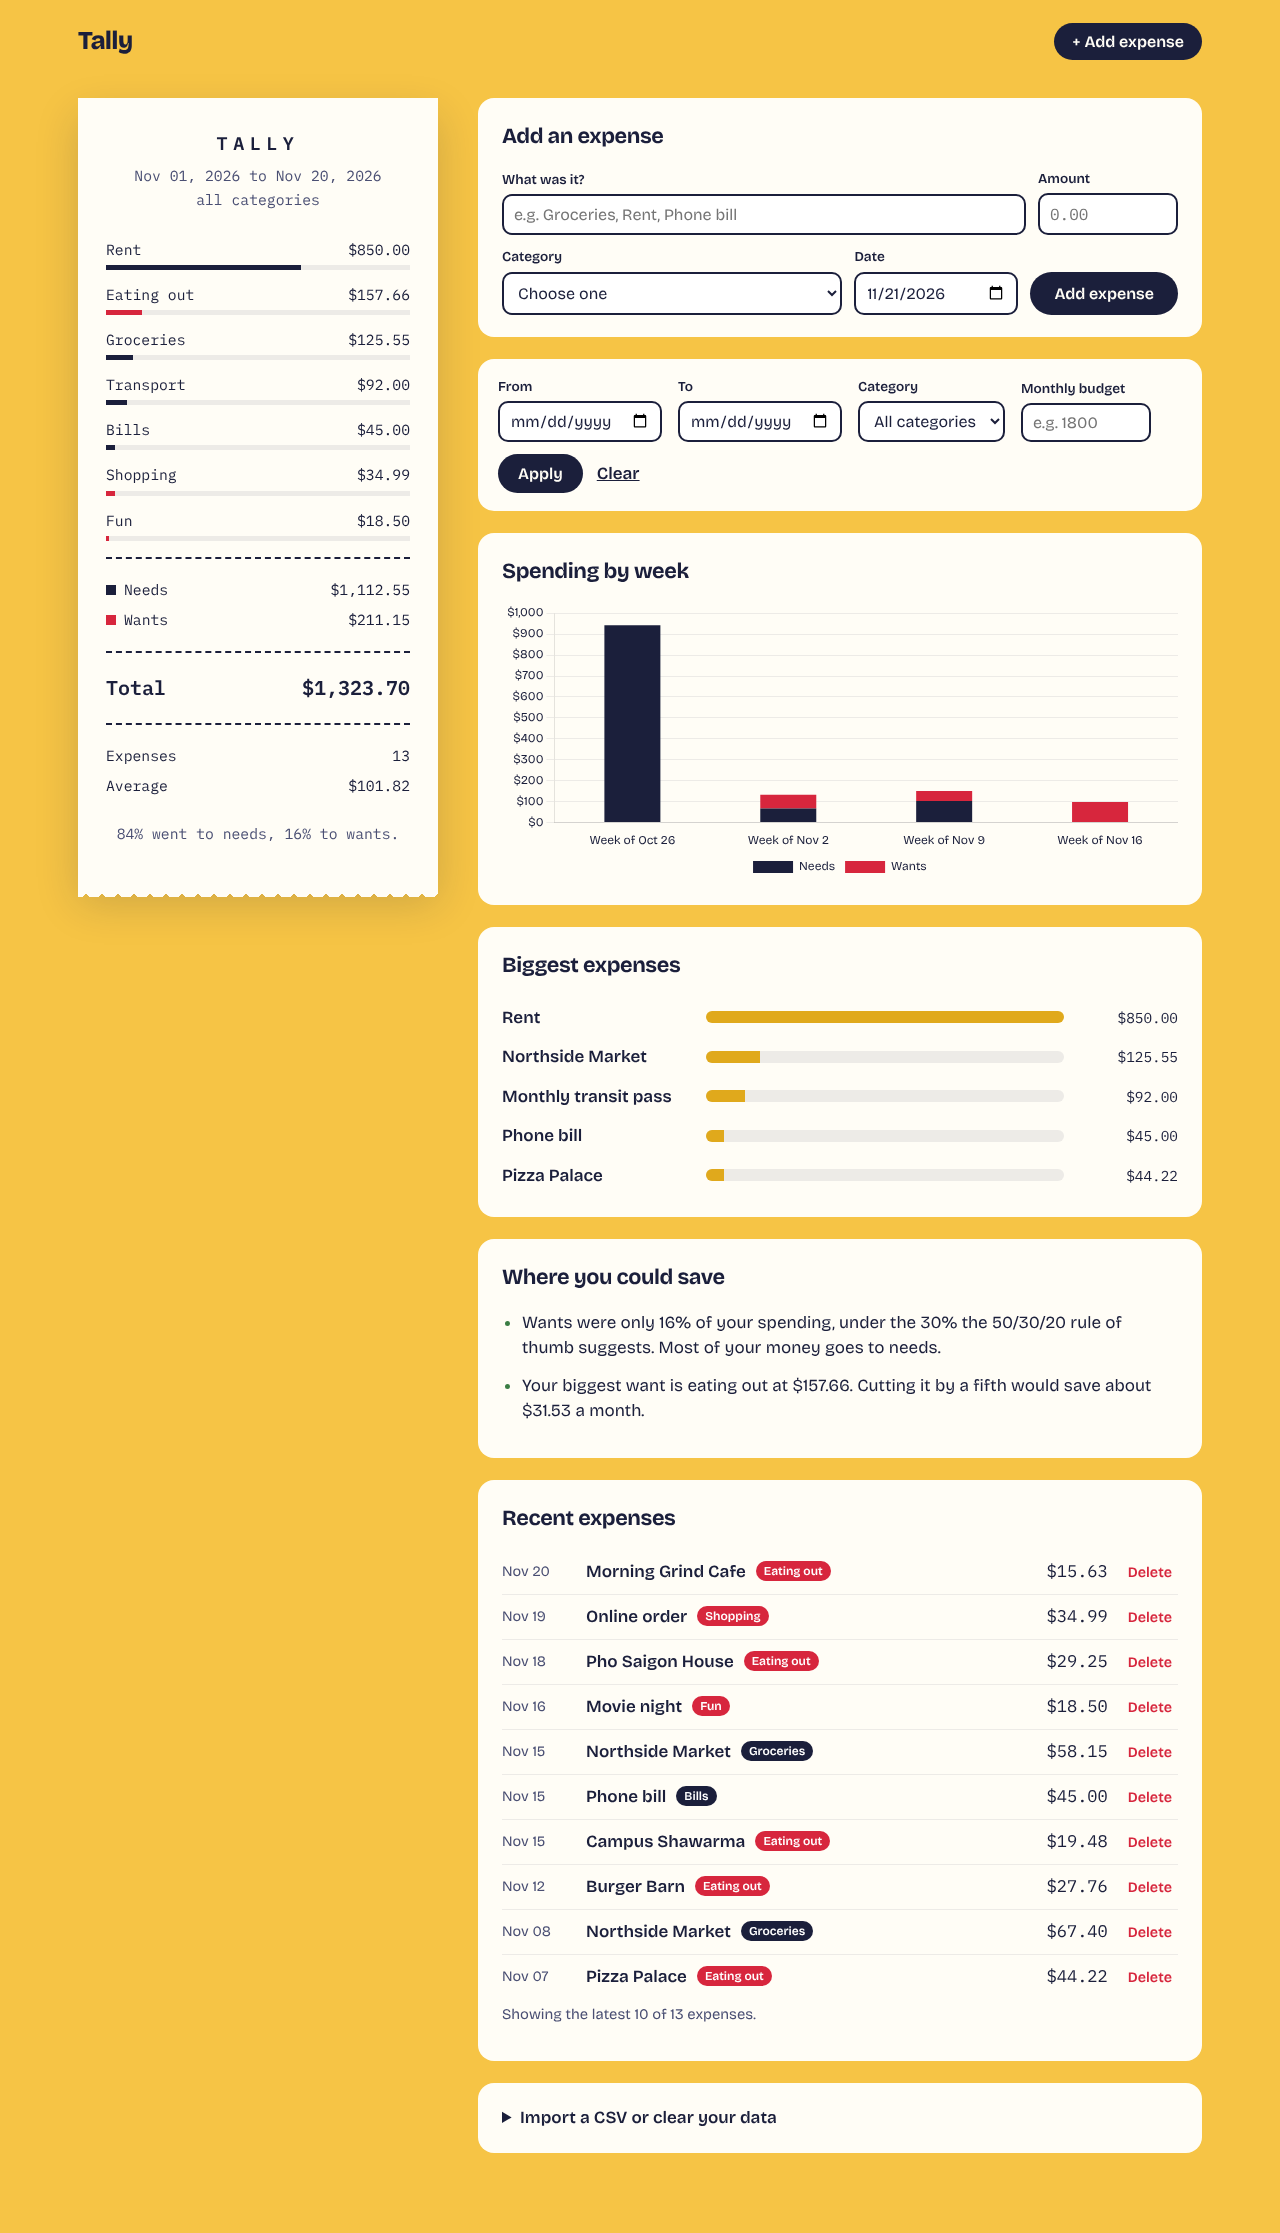 Tally
+ Add expense
TALLY
Nov 01, 2026 to Nov 20, 2026
all categories
Rent $850.00
Eating out $157.66
Groceries $125.55
Transport $92.00
Bills $45.00
Shopping $34.99
Fun $18.50
Needs $1,112.55
Wants $211.15
Total $1,323.70
Expenses 13
Average $101.82
84% went to needs, 16% to wants.
Add an expense
What was it? Amount
e.g. Groceries, Rent, Phone bill 0.00
Category Date
Choose one 11/21/2026 Add expense
From To Category Monthly budget
mm/dd/yyyy mm/dd/yyyy All categories e.g. 1800
Apply Clear
Spending by week
$1,000
$900
$800
$700
$600
$500
$400
$300
$200
$100
$0
Week of Oct 26 Week of Nov 2 Week of Nov 9 Week of Nov 16
Needs Wants
Biggest expenses
Rent $850.00
Northside Market $125.55
Monthly transit pass $92.00
Phone bill $45.00
Pizza Palace $44.22
Where you could save
Wants were only 16% of your spending, under the 30% the 50/30/20 rule of
thumb suggests. Most of your money goes to needs.
Your biggest want is eating out at $157.66. Cutting it by a fifth would save about
$31.53 a month.
Recent expenses
Nov 20 Morning Grind Cafe Eating out $15.63 Delete
Nov 19 Online order Shopping $34.99 Delete
Nov 18 Pho Saigon House Eating out $29.25 Delete
Nov 16 Movie night Fun $18.50 Delete
Nov 15 Northside Market Groceries $58.15 Delete
Nov 15 Phone bill Bills $45.00 Delete
Nov 15 Campus Shawarma Eating out $19.48 Delete
Nov 12 Burger Barn Eating out $27.76 Delete
Nov 08 Northside Market Groceries $67.40 Delete
Nov 07 Pizza Palace Eating out $44.22 Delete
Showing the latest 10 of 13 expenses.
Import a CSV or clear your data